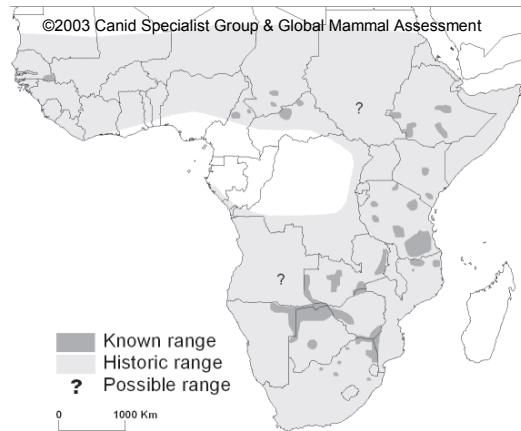 ©2003 Canid Specialist Group & Global Mammal Assessment
?
?
Known range
Historic range
? Possible range
0 1000 Km